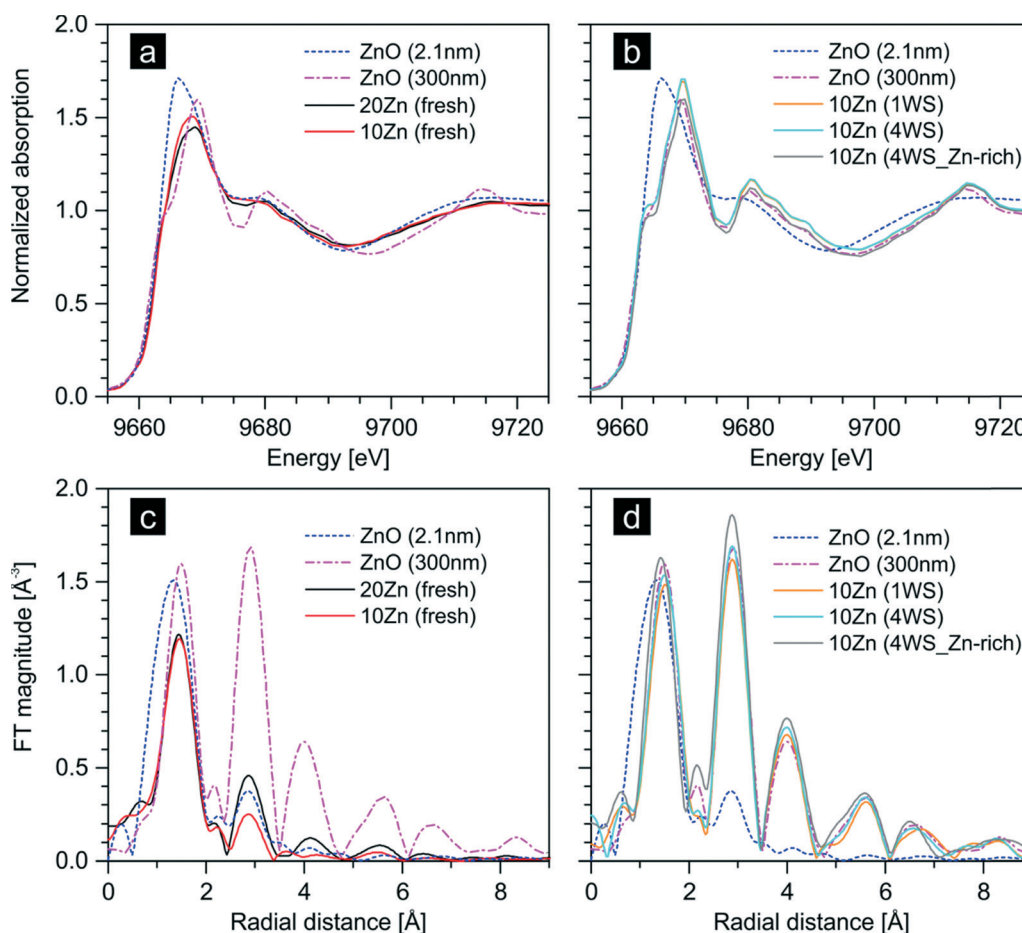 a
ZnO (2.1nm)
ZnO (300nm)
20Zn (fresh)
10Zn (fresh)
Normalized absorption
2.0
1.5
1.0
0.5
0.0
9660 9680 9700 9720
Energy [eV]
b
ZnO (2.1nm)
ZnO (300nm)
10Zn (1WS)
10Zn (4WS)
10Zn (4WS_Zn-rich)
9660 9680 9700 9720
Energy [eV]
c
ZnO (2.1nm)
ZnO (300nm)
20Zn (fresh)
10Zn (fresh)
FT magnitude [Å⁻³]
2.0
1.5
1.0
0.5
0.0
0 2 4 6 8
Radial distance [Å]
d
ZnO (2.1nm)
ZnO (300nm)
10Zn (1WS)
10Zn (4WS)
10Zn (4WS_Zn-rich)
0 2 4 6 8
Radial distance [Å]